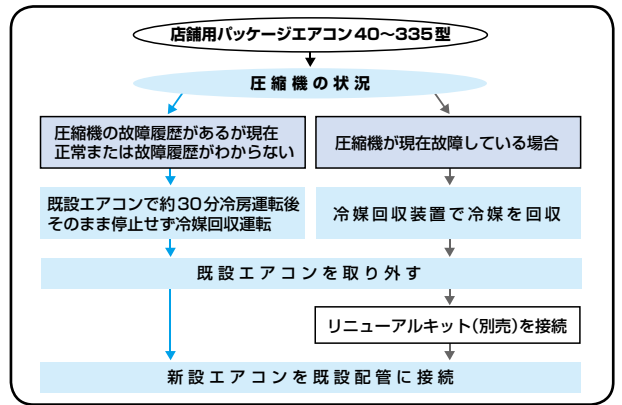 店舗用パッケージエアコン40〜335型
圧縮機の状況
圧縮機の故障履歴があるが現在
正常または故障履歴がわからない
圧縮機が現在故障している場合
既設エアコンで約30分冷房運転後
そのまま停止せず冷媒回収運転
冷媒回収装置で冷媒を回収
既設エアコンを取り外す
リニューアルキット(別売)を接続
新設エアコンを既設配管に接続